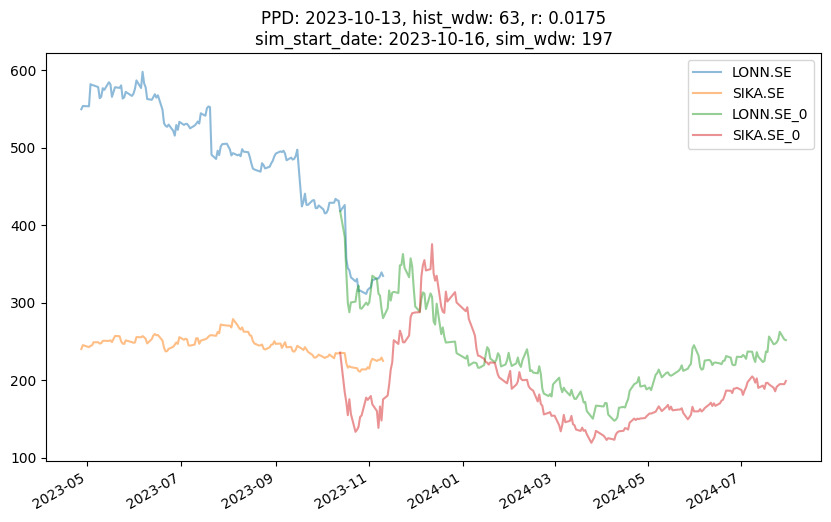 PPD: 2023-10-13, hist_wdw: 63, r: 0.0175
sim_start_date: 2023-10-16, sim_wdw: 197
LONN.SE
SIKA.SE
LONN.SE_0
SIKA.SE_0
600
500
400
300
200
100
2023-05
2023-07
2023-09
2023-11
2024-01
2024-03
2024-05
2024-07